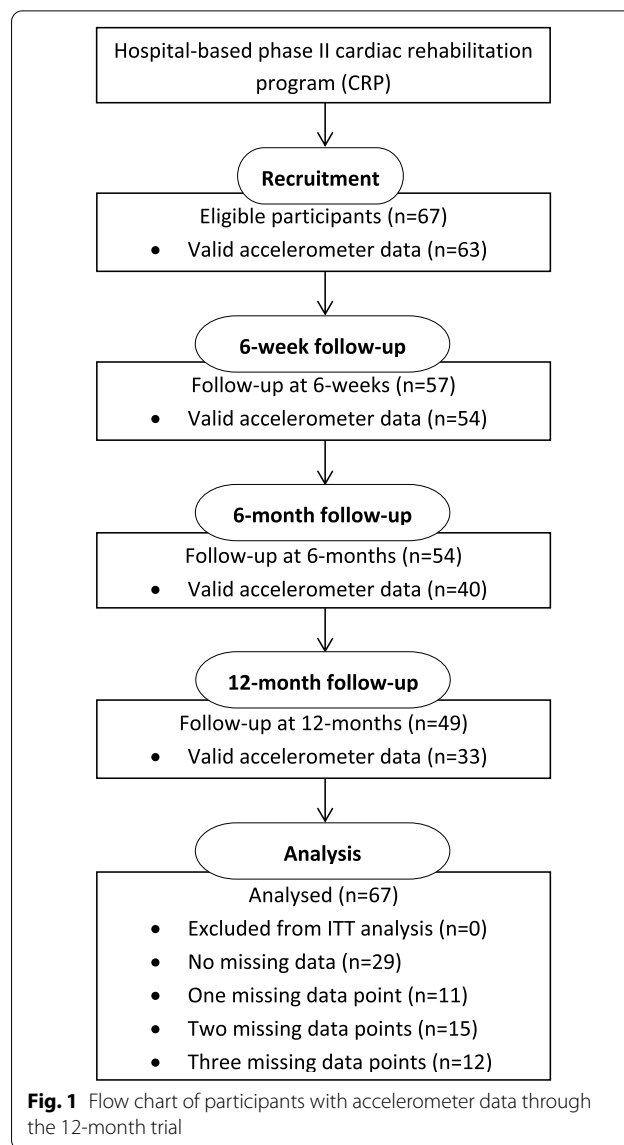 Hospital-based phase II cardiac rehabilitation
program (CRP)
Recruitment
Eligible participants (n=67)
• Valid accelerometer data (n=63)
6-week follow-up
Follow-up at 6-weeks (n=57)
• Valid accelerometer data (n=54)
6-month follow-up
Follow-up at 6-months (n=54)
• Valid accelerometer data (n=40)
12-month follow-up
Follow-up at 12-months (n=49)
• Valid accelerometer data (n=33)
Analysis
Analysed (n=67)
• Excluded from ITT analysis (n=0)
• No missing data (n=29)
• One missing data point (n=11)
• Two missing data points (n=15)
• Three missing data points (n=12)
Fig. 1 Flow chart of participants with accelerometer data through
the 12-month trial